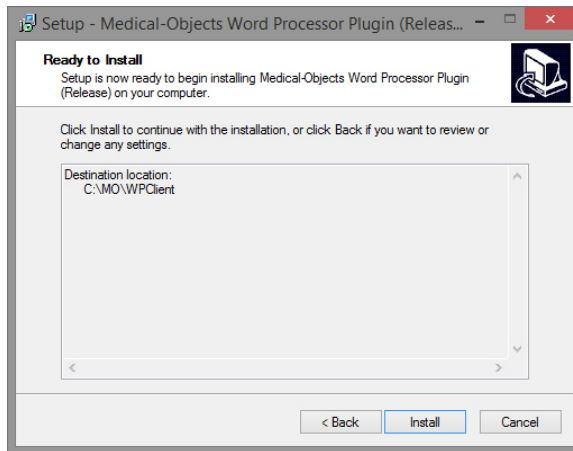 Setup - Medical-Objects Word Processor Plugin (Releas...
Ready to Install
Setup is now ready to begin installing Medical-Objects Word Processor Plugin
(Release) on your computer.
Click Install to continue with the installation, or click Back if you want to review or
change any settings.
Destination location:
C:\MO\WPClient
< Back Install Cancel